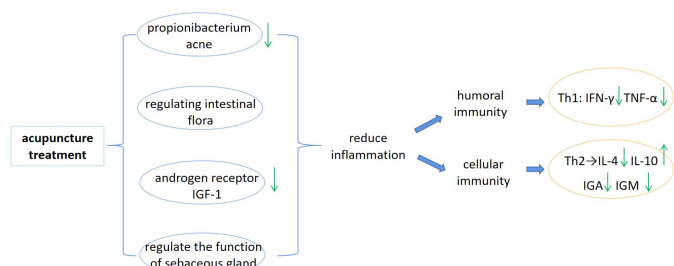 propionibacterium
acne
regulating intestinal
flora
acupuncture
treatment
androgen receptor
IGF-1
regulate the function
of sebaceous gland
reduce
inflammation
humoral
immunity
cellular
immunity
Th1: IFN-γ↓TNF-α↓
Th2→IL-4↓ IL-10↑
IGA↓ IGM↓